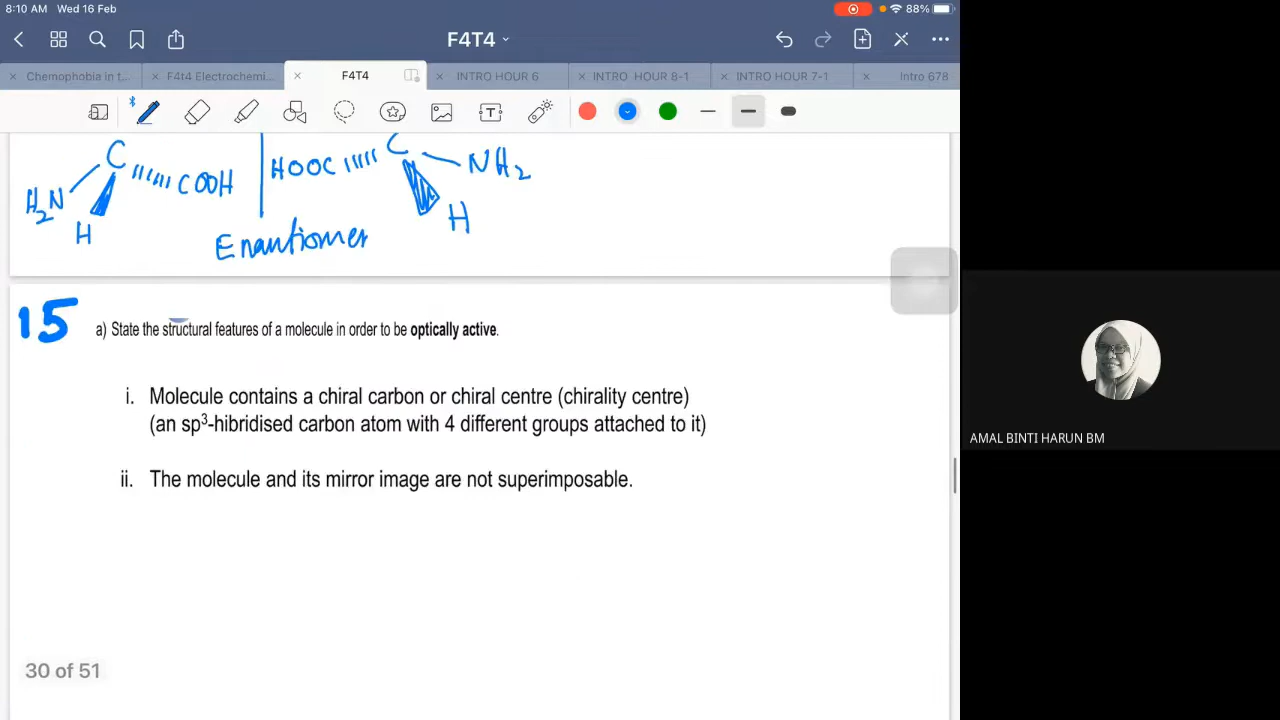 8:10 AM Wed 16 Feb 88%
F4T4
Chemophobia in t... F4t4 Electrochemi... F4T4 INTRO HOUR 6 INTRO HOUR 8-1 INTRO HOUR 7-1 Intro 678
C C
H2N COOH HOOC NH2
H H
Enantiomer
15 a) State the structural features of a molecule in order to be optically active.
i. Molecule contains a chiral carbon or chiral centre (chirality centre)
(an sp3-hibridised carbon atom with 4 different groups attached to it)
ii. The molecule and its mirror image are not superimposable.
30 of 51
AMAL BINTI HARUN BM